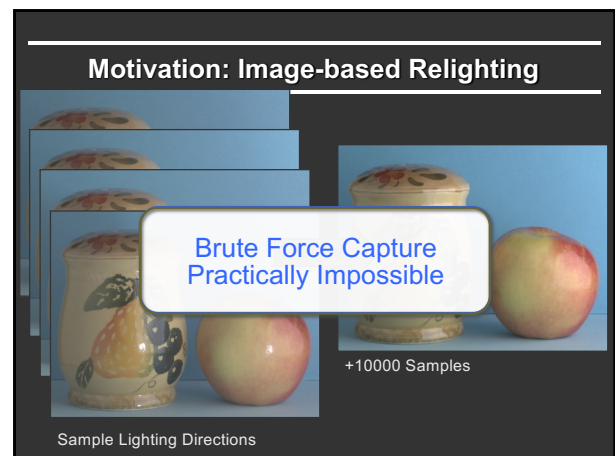 Motivation: Image-based Relighting
Brute Force Capture
Practically Impossible
+10000 Samples
Sample Lighting Directions